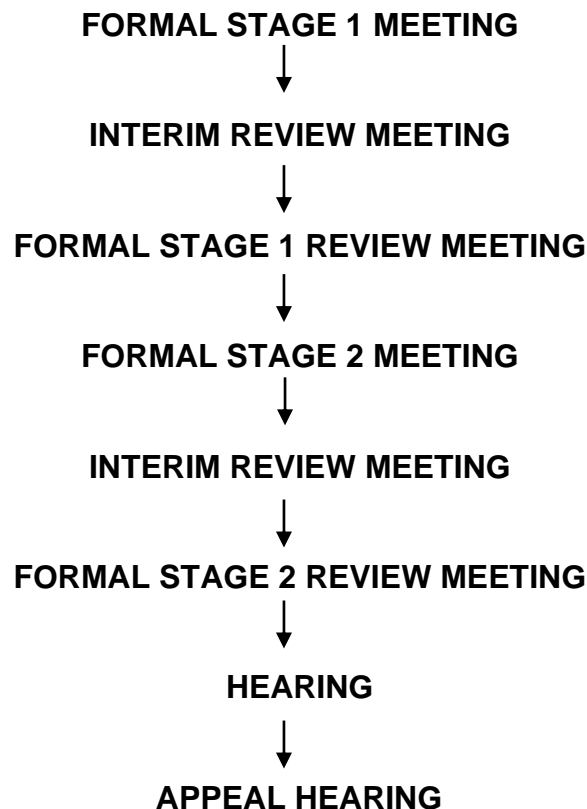 FORMAL STAGE 1 MEETING
INTERIM REVIEW MEETING
FORMAL STAGE 1 REVIEW MEETING
FORMAL STAGE 2 MEETING
INTERIM REVIEW MEETING
FORMAL STAGE 2 REVIEW MEETING
HEARING
APPEAL HEARING